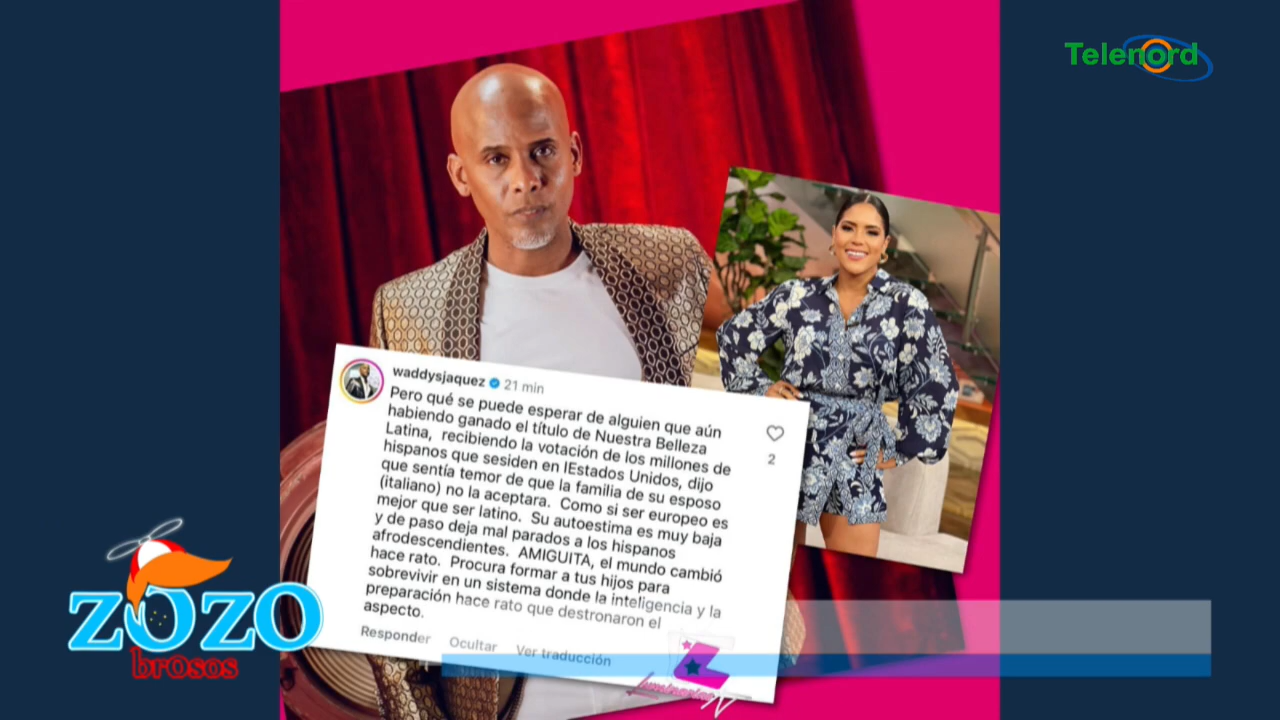 Telenord
waddysjaquez 21 min
Pero qué se puede esperar de alguien que aún
habiendo ganado el título de Nuestra Belleza
Latina, recibiendo la votación de los millones de
hispanos que sesiden en lEstados Unidos, dijo
que sentía temor de que la familia de su esposo
(italiano) no la aceptara. Como si ser europeo es
mejor que ser latino. Su autoestima es muy baja
y de paso deja mal parados a los hispanos
afrodescendientes. AMIGUITA, el mundo cambió
hace rato. Procura formar a tus hijos para
sobrevivir en un sistema donde la inteligencia y la
preparación hace rato que destronaron el
aspecto.
2
Responder Ocultar Ver traducción
ZOZO
brosos